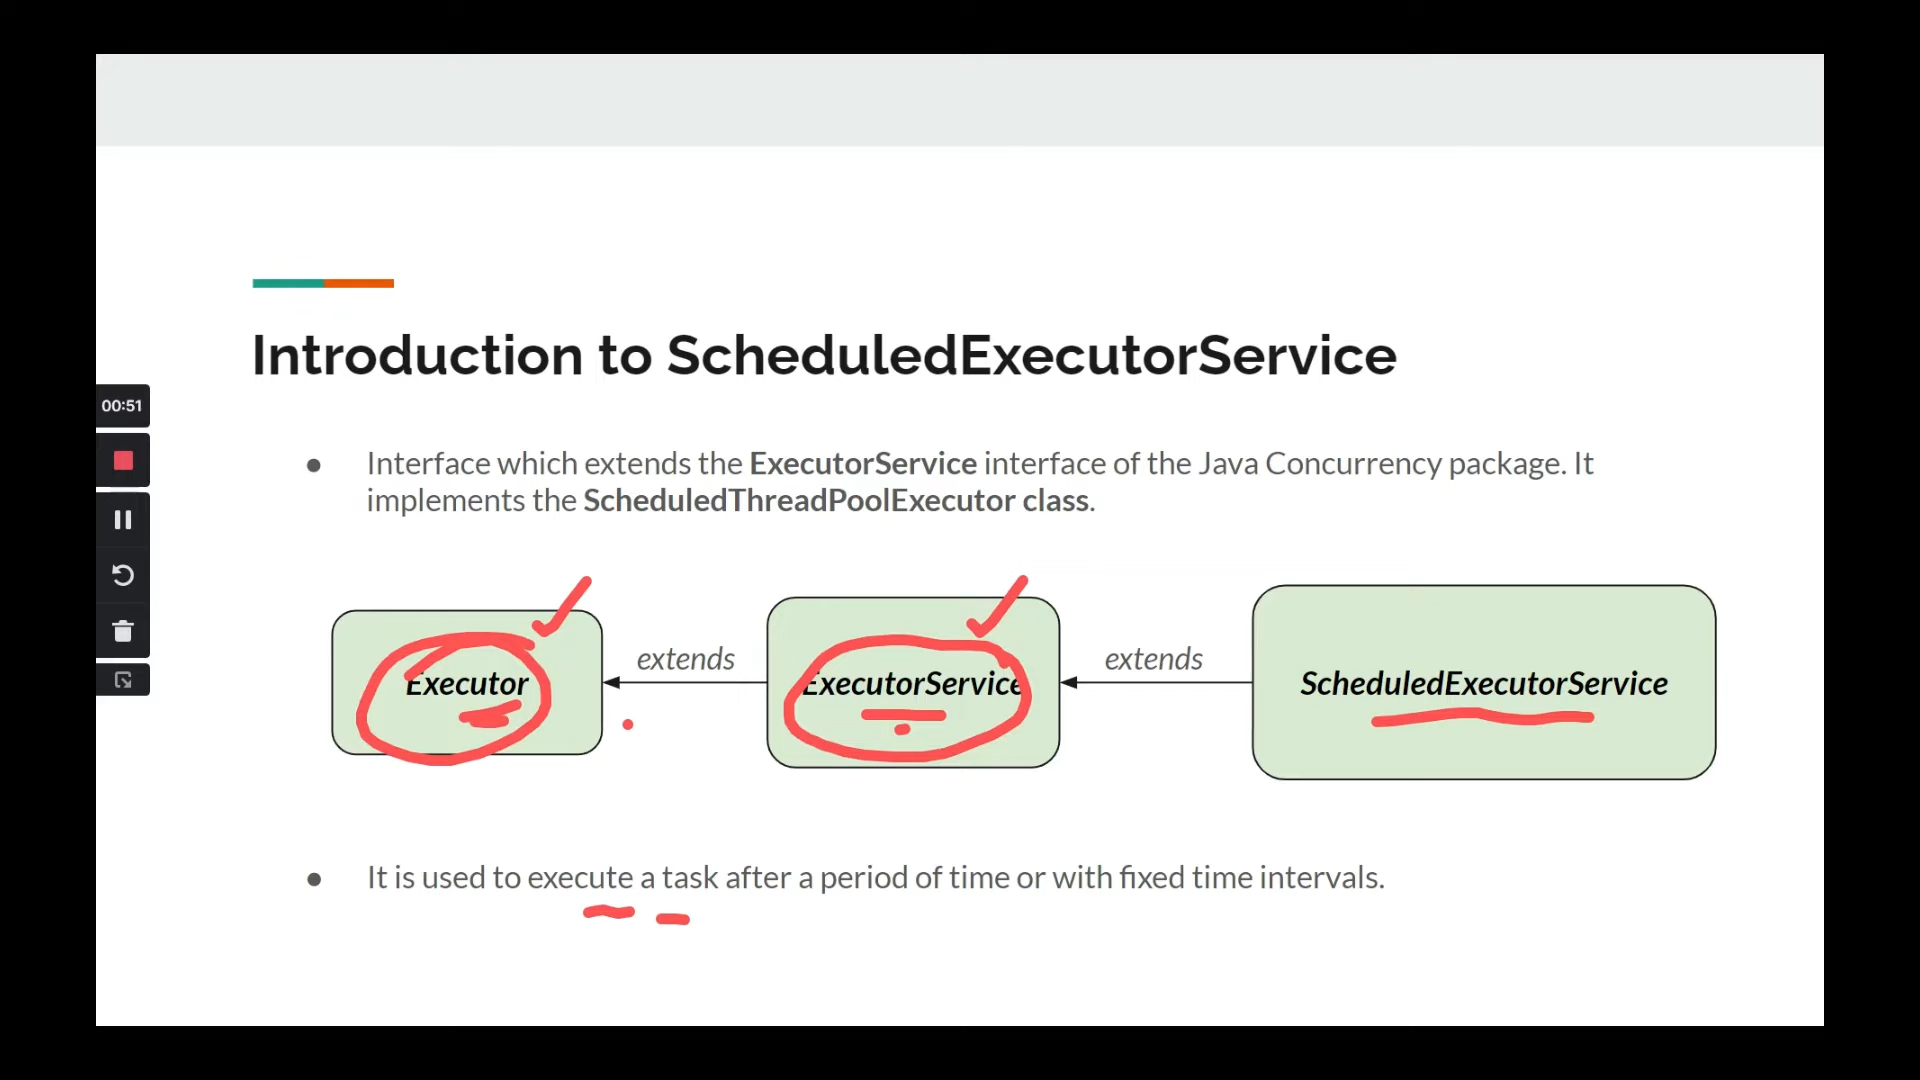 Introduction to ScheduledExecutorService
00:51
● Interface which extends the ExecutorService interface of the Java Concurrency package. It
implements the ScheduledThreadPoolExecutor class.
Executor
extends
ExecutorService
extends
ScheduledExecutorService
● It is used to execute a task after a period of time or with fixed time intervals.